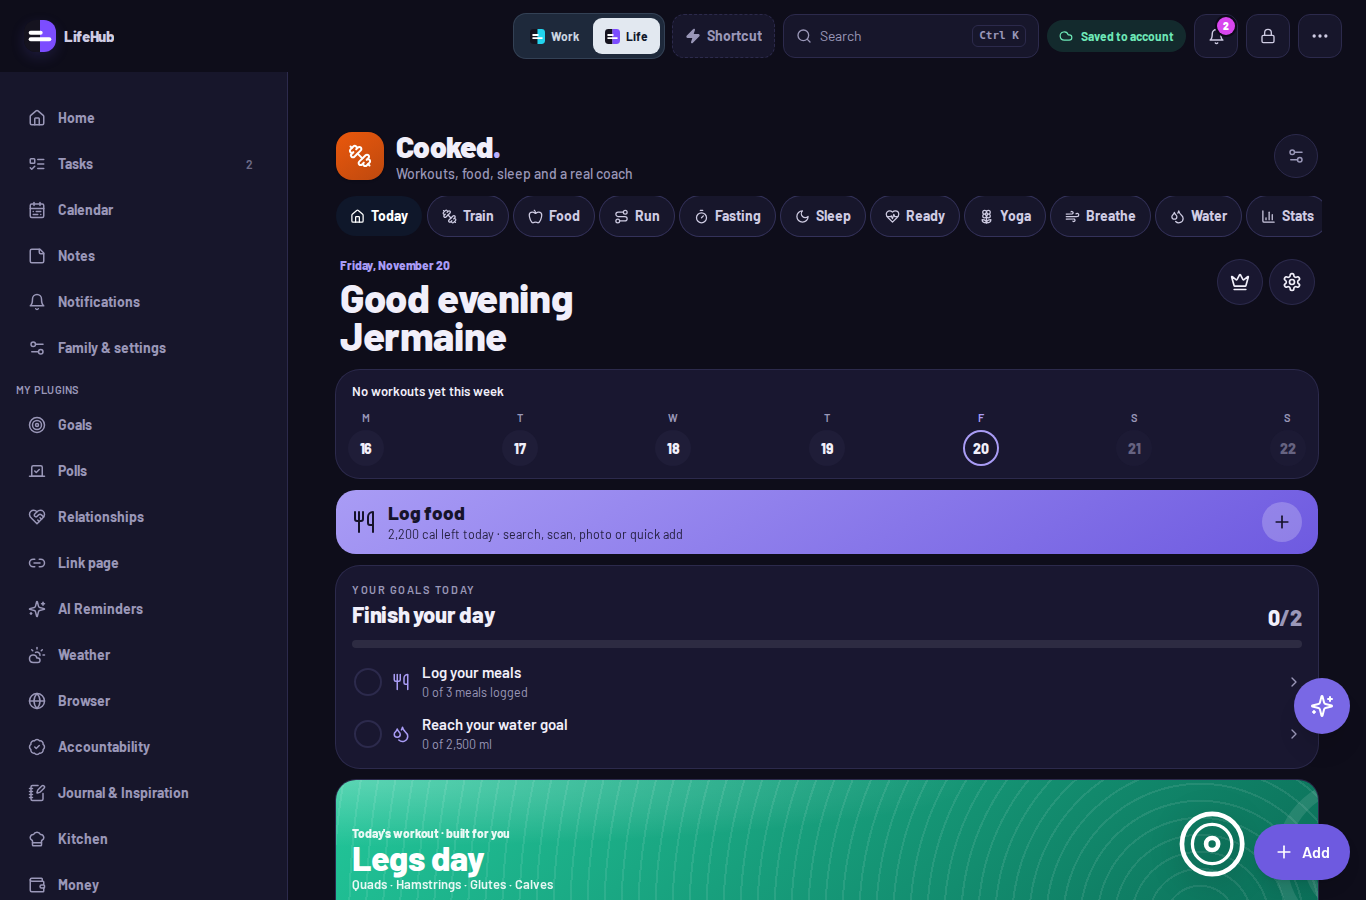 LifeHub
Work
Life
Shortcut
Search
Ctrl K
Saved to account
2
Home
Tasks
2
Calendar
Notes
Notifications
Family & settings
MY PLUGINS
Goals
Polls
Relationships
Link page
AI Reminders
Weather
Browser
Accountability
Journal & Inspiration
Kitchen
Money
Cooked.
Workouts, food, sleep and a real coach
Today
Train
Food
Run
Fasting
Sleep
Ready
Yoga
Breathe
Water
Stats
Friday, November 20
Good evening
Jermaine
No workouts yet this week
M T W T F S S
16 17 18 19 20 21 22
Log food
2,200 cal left today · search, scan, photo or quick add
YOUR GOALS TODAY
Finish your day
0/2
Log your meals
0 of 3 meals logged
Reach your water goal
0 of 2,500 ml
Today's workout · built for you
Legs day
Quads · Hamstrings · Glutes · Calves
Add